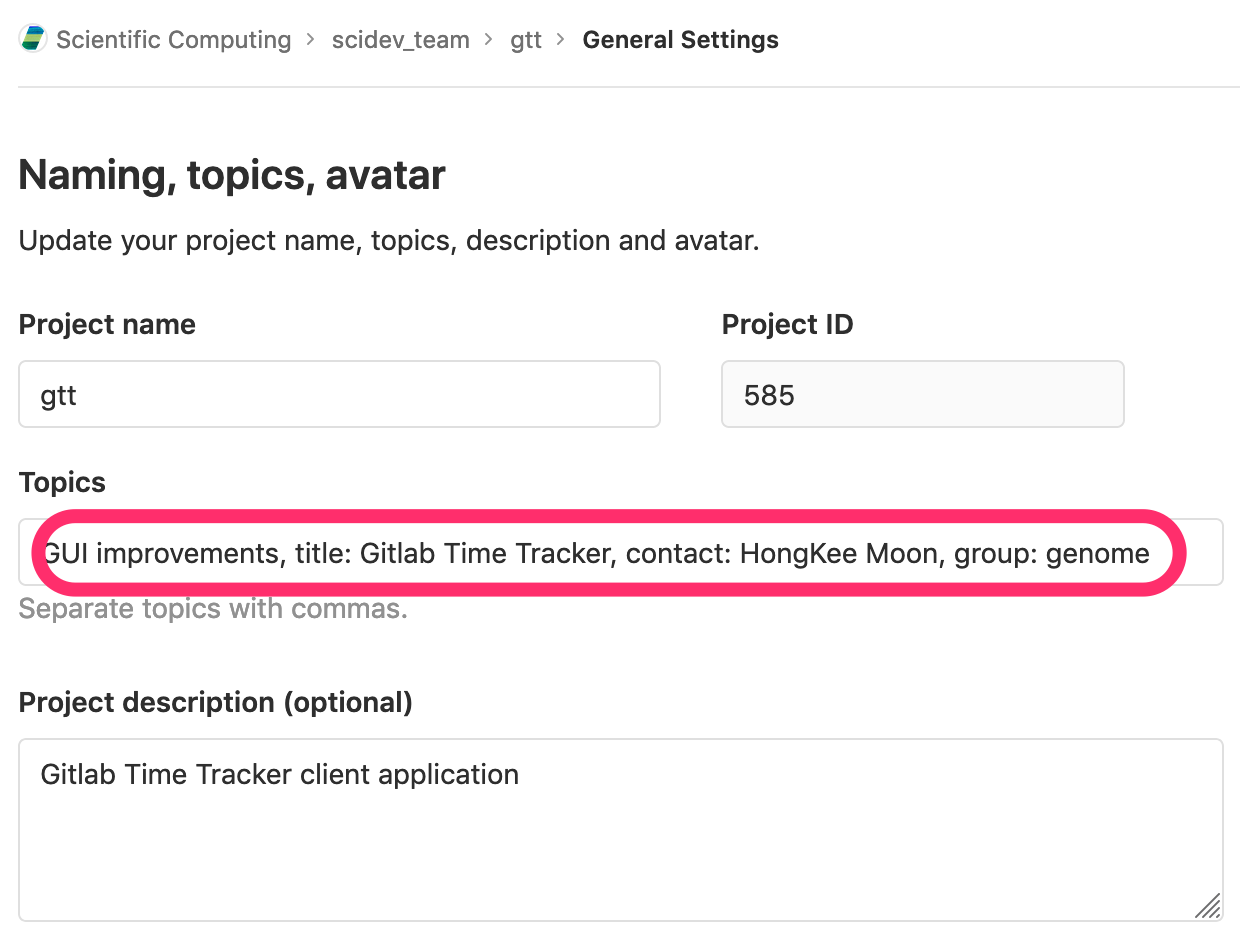 Scientific Computing > scidev_team > gtt > General Settings
Naming, topics, avatar
Update your project name, topics, description and avatar.
Project name
Project ID
gtt
585
Topics
GUI improvements, title: Gitlab Time Tracker, contact: HongKee Moon, group: genome
Separate topics with commas.
Project description (optional)
Gitlab Time Tracker client application